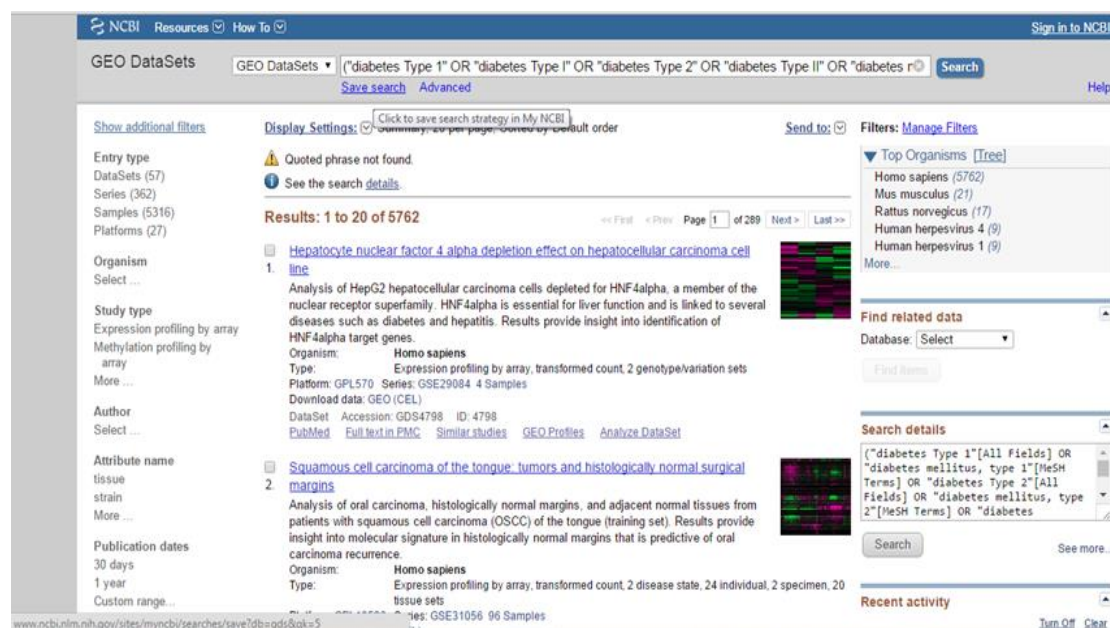 NCBI Resources How To Sign in to NCBI
GEO DataSets
GEO DataSets ("diabetes Type 1" OR "diabetes Type I" OR "diabetes Type 2" OR "diabetes Type II" OR "diabetes Search
Save search Advanced Help
Click to save search strategy in My NCBI
Show additional filters
Entry type
DataSets (57)
Series (362)
Samples (5316)
Platforms (27)
Organism
Select ...
Study type
Expression profiling by array
Methylation profiling by
array
More ...
Author
Select ...
Attribute name
tissue
strain
More ...
Publication dates
30 days
1 year
Custom range...
Display Settings: Summary, 20 per page, Sorted by Default order Send to:
Quoted phrase not found.
See the search details.
Results: 1 to 20 of 5762 << First < Prev Page 1 of 289 Next > Last >>
Hepatocyte nuclear factor 4 alpha depletion effect on hepatocellular carcinoma cell
1. line
Analysis of HepG2 hepatocellular carcinoma cells depleted for HNF4alpha, a member of the
nuclear receptor superfamily. HNF4alpha is essential for liver function and is linked to several
diseases such as diabetes and hepatitis. Results provide insight into identification of
HNF4alpha target genes.
Organism: Homo sapiens
Type: Expression profiling by array, transformed count, 2 genotype/variation sets
Platform: GPL570 Series: GSE29084 4 Samples
Download data: GEO (CEL)
DataSet Accession: GDS4798 ID: 4798
PubMed Full text in PMC Similar studies GEO Profiles Analyze DataSet
Squamous cell carcinoma of the tongue: tumors and histologically normal surgical
2. margins
Analysis of oral carcinoma, histologically normal margins, and adjacent normal tissues from
patients with squamous cell carcinoma (OSCC) of the tongue (training set). Results provide
insight into molecular signature in histologically normal margins that is predictive of oral
carcinoma recurrence.
Organism: Homo sapiens
Type: Expression profiling by array, transformed count, 2 disease state, 24 individual, 2 specimen, 20
tissue sets
GSE31056 96 Samples
Filters: Manage Filters
Top Organisms [Tree]
Homo sapiens (5762)
Mus musculus (21)
Rattus norvegicus (17)
Human herpesvirus 4 (9)
Human herpesvirus 1 (9)
More...
Find related data
Database: Select
Find items
Search details
("diabetes Type 1"[All Fields] OR
"diabetes mellitus, type 1"[MeSH
Terms] OR "diabetes Type 2"[All
Fields] OR "diabetes mellitus, type
2"[MeSH Terms] OR "diabetes
Search See more...
Recent activity
Turn Off Clear
www.ncbi.nlm.nih.gov/sites/myncbi/searches/save?db=gds&qk=5